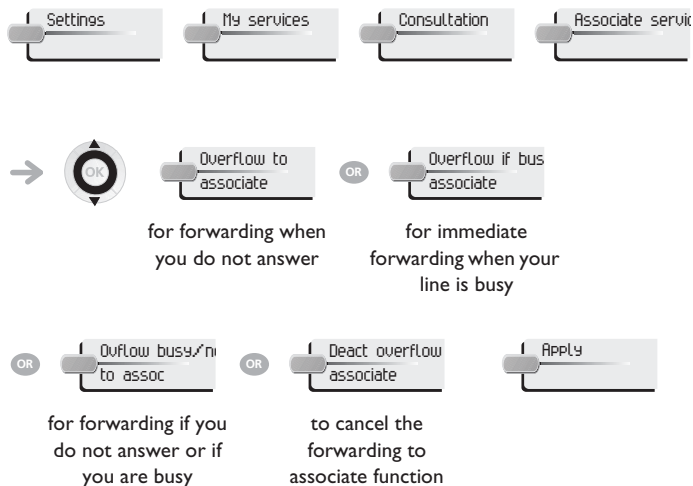 Settings
My services
Consultation
Associate servic
OK
Overflow to
associate
OR
Overflow if bus
associate
for forwarding when
you do not answer
for immediate
forwarding when your
line is busy
OR
Ovflow busy/n
to assoc
OR
Deact overflow
associate
Apply
for forwarding if you
do not answer or if
you are busy
to cancel the
forwarding to
associate function